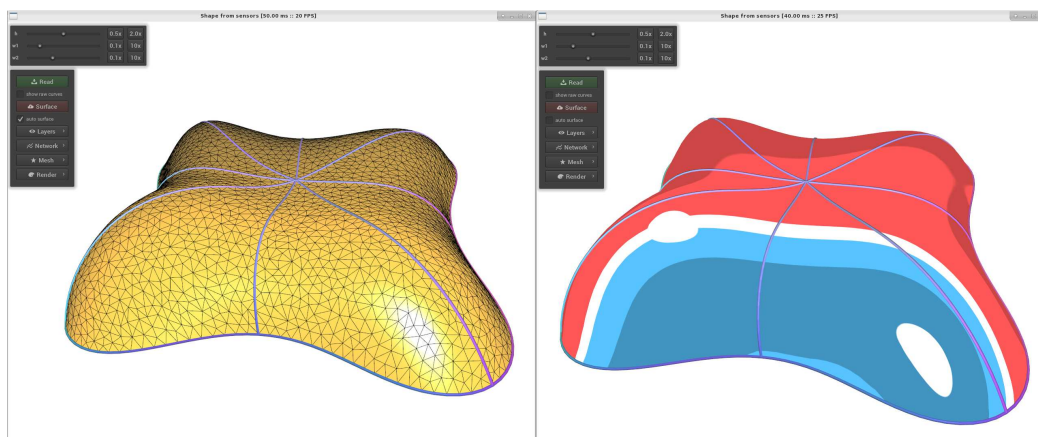 Shape from sensors [50.00 ms :: 20 FPS]
h 0.5x 2.0x
w1 0.1x 10x
w2 0.1x 10x
Read
show raw curves
Surface
auto surface
Layers
Network
Mesh
Render
Shape from sensors [40.00 ms :: 25 FPS]
h 0.5x 2.0x
w1 0.1x 10x
w2 0.1x 10x
Read
show raw curves
Surface
auto surface
Layers
Network
Mesh
Render